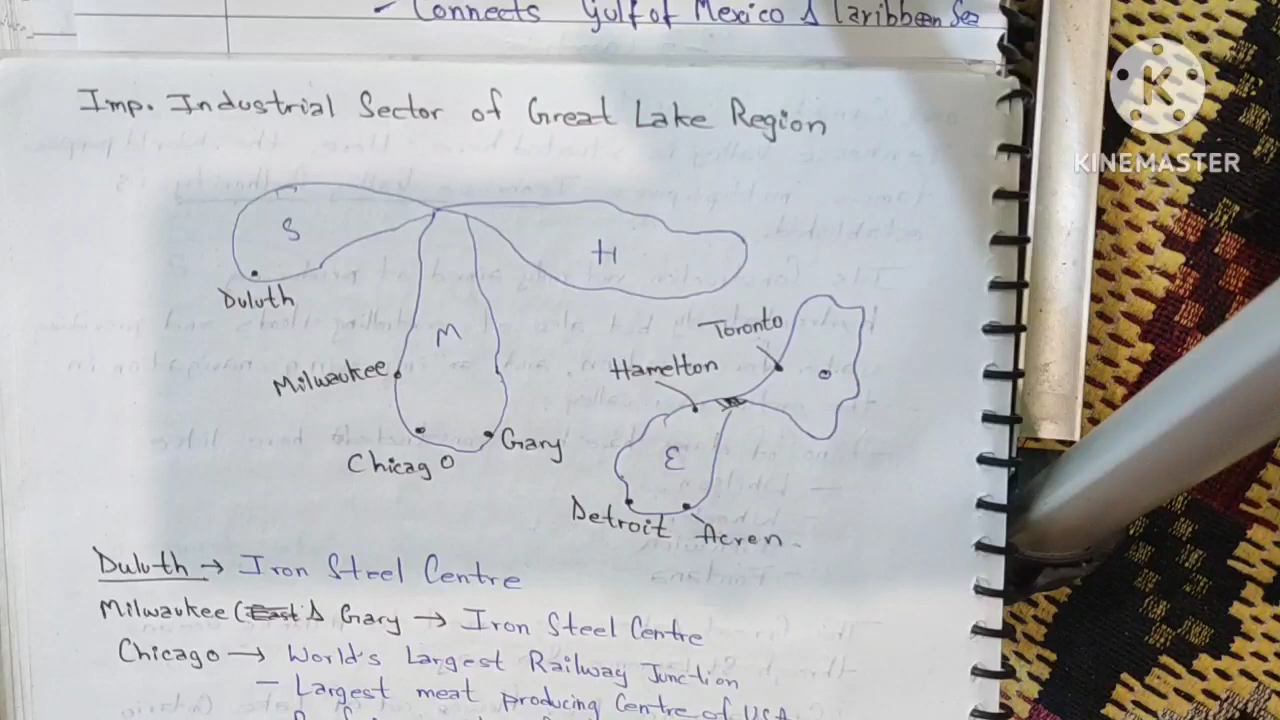 - Connects Gulf of Mexico & Caribbean Sea
Imp. Industrial Sector of Great Lake Region
S
H
Duluth
M
Toronto
Hamelton
Milwaukee
O
Gary
Chicago
E
Detroit
Acren
Duluth → Iron Steel Centre
Milwaukee ( & Gary → Iron Steel Centre
Chicago → World's Largest Railway Junction
- Largest meat producing Centre of USA
KINEMASTER